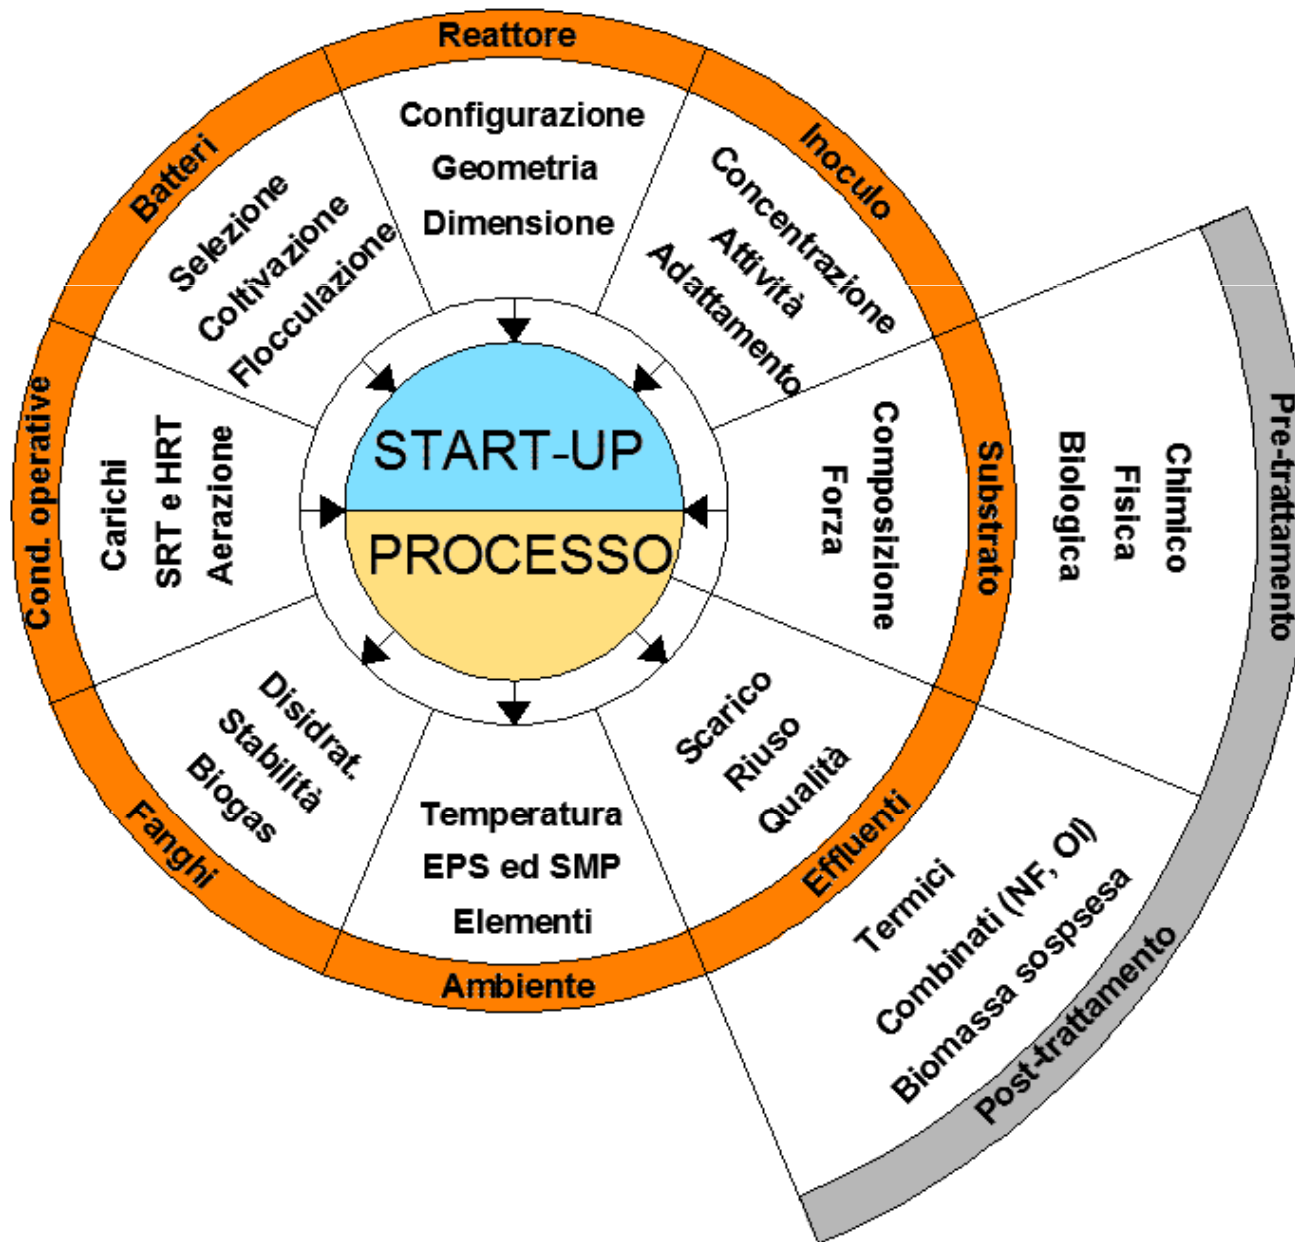 Reattore
Configurazione
Geometria
Dimensione
Inoculo
Concentrazione
Attività
Adattamento
Substrato
Composizione
Forza
Pre-trattamento
Chimico
Fisica
Biologica
Effluenti
Scarico
Riuso
Qualità
Post-trattamento
Termici
Combinati (NF, OI)
Biomassa sospsesa
Ambiente
Temperatura
EPS ed SMP
Elementi
Fanghi
Disidrat.
Stabilità
Biogas
Cond. operative
Carichi
SRT e HRT
Aerazione
Batteri
Selezione
Coltivazione
Flocculazione
START-UP
PROCESSO